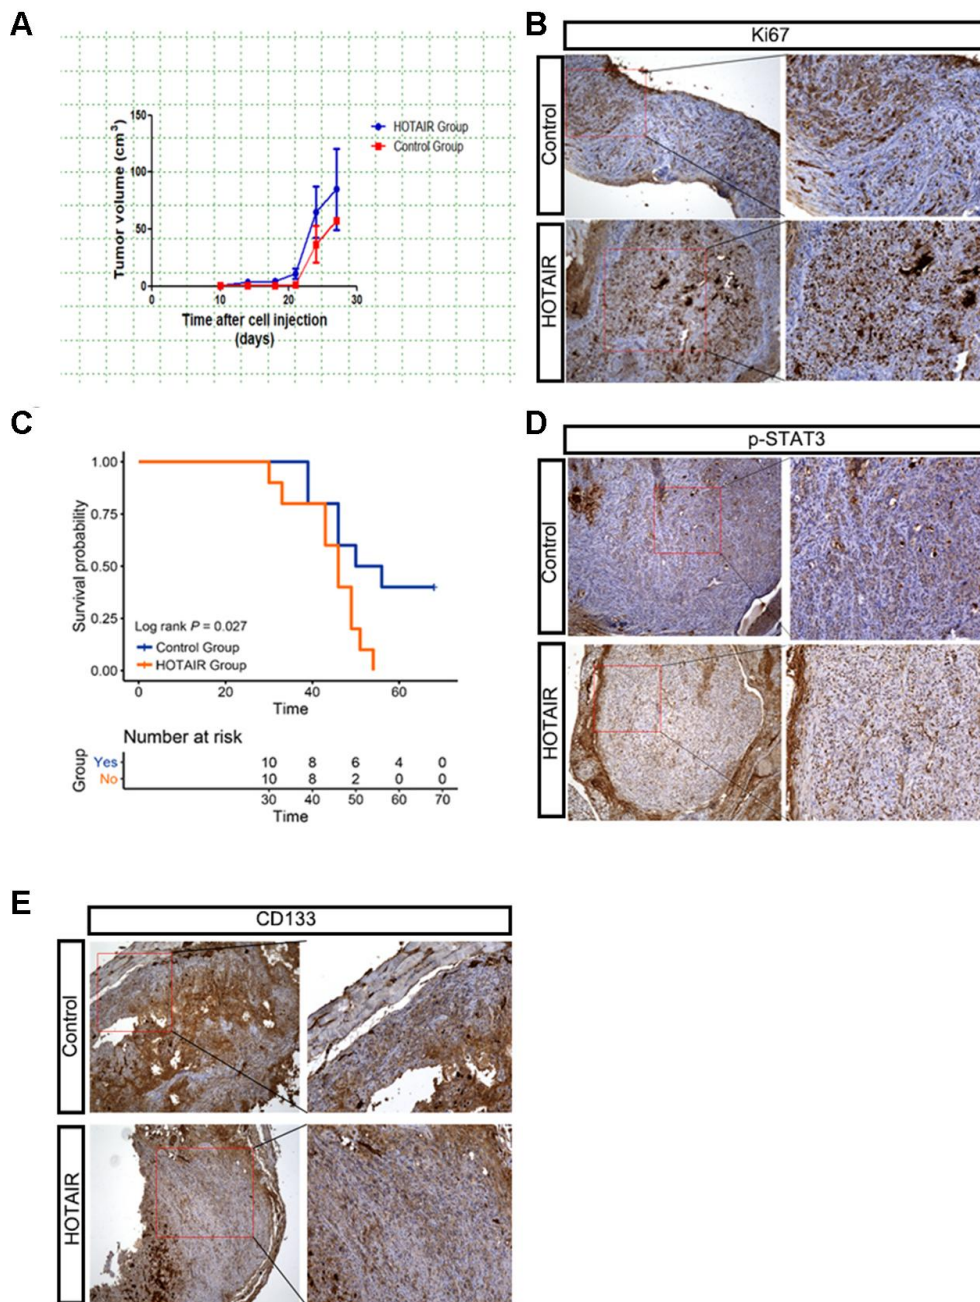 A
150
100
50
0
0
10
20
30
Tumor volume (cm³)
Time after cell injection
(days)
HOTAIR Group
Control Group
B
Ki67
Control
HOTAIR
C
1.00
0.75
0.50
0.25
0.00
Survival probability
Log rank P = 0.027
Control Group
HOTAIR Group
0 20 40 60
Time
Number at risk
Group
Yes 10 8 6 4 0
No 10 8 2 0 0
30 40 50 60 70
Time
D
p-STAT3
Control
HOTAIR
E
CD133
Control
HOTAIR